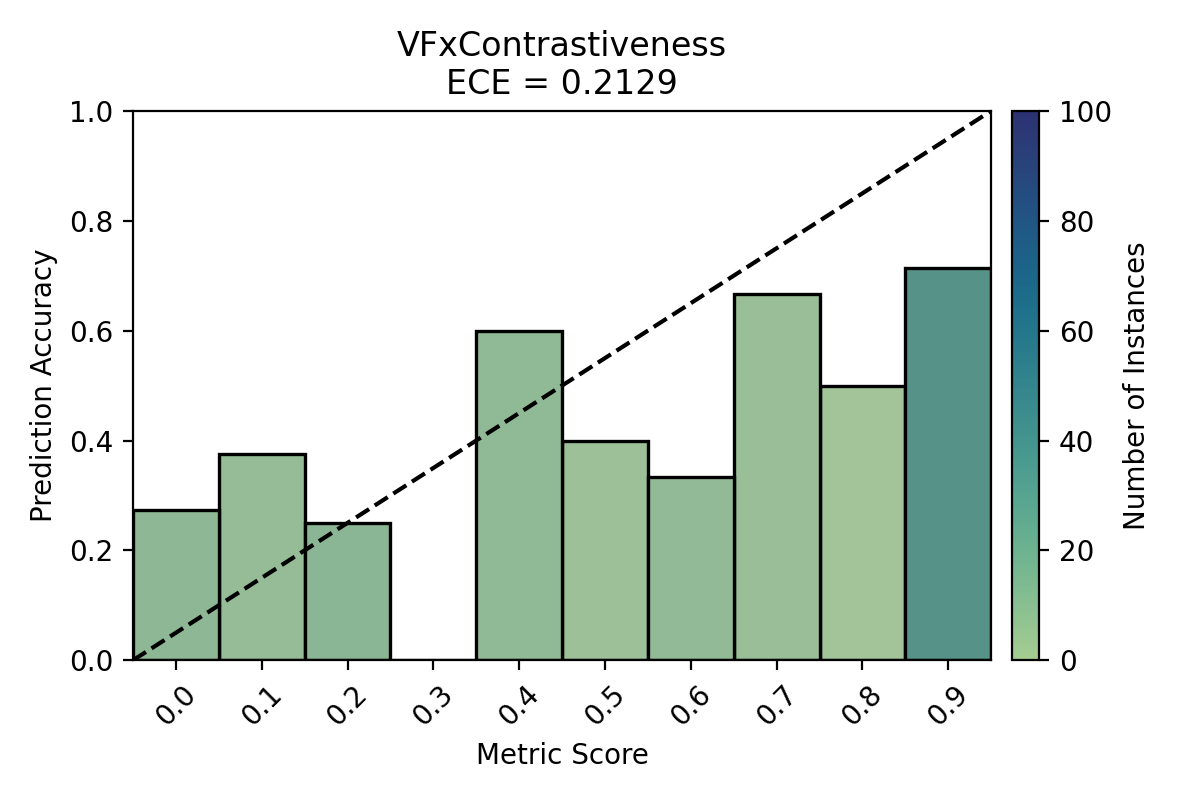 VFxContrastiveness
ECE = 0.2129
1.0
0.8
0.6
0.4
0.2
0.0
Prediction Accuracy
0.0 0.1 0.2 0.3 0.4 0.5 0.6 0.7 0.8 0.9
Metric Score
100
80
60
40
20
0
Number of Instances